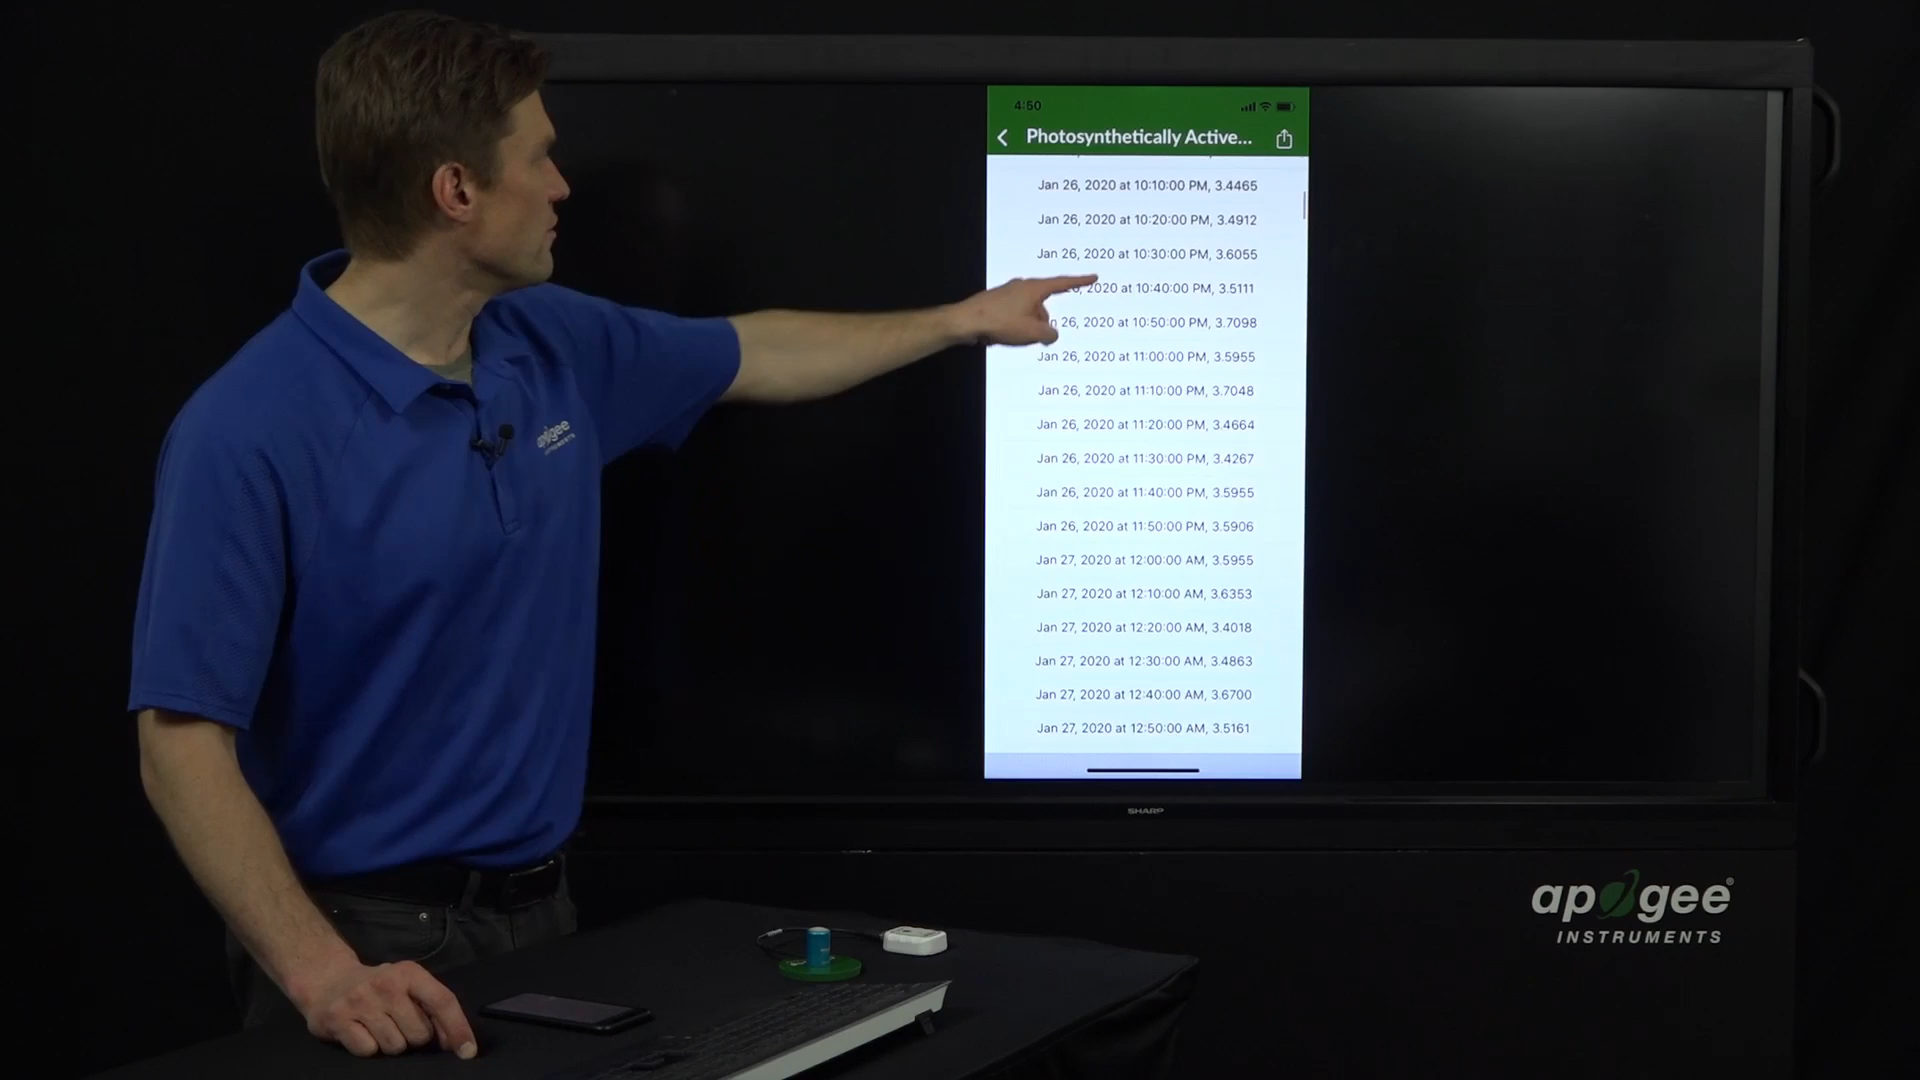 4:50
Photosynthetically Active...
Jan 26, 2020 at 10:10:00 PM, 3.4465
Jan 26, 2020 at 10:20:00 PM, 3.4912
Jan 26, 2020 at 10:30:00 PM, 3.6055
2020 at 10:40:00 PM, 3.5111
26, 2020 at 10:50:00 PM, 3.7098
Jan 26, 2020 at 11:00:00 PM, 3.5955
Jan 26, 2020 at 11:10:00 PM, 3.7048
Jan 26, 2020 at 11:20:00 PM, 3.4664
Jan 26, 2020 at 11:30:00 PM, 3.4267
Jan 26, 2020 at 11:40:00 PM, 3.5955
Jan 26, 2020 at 11:50:00 PM, 3.5906
Jan 27, 2020 at 12:00:00 AM, 3.5955
Jan 27, 2020 at 12:10:00 AM, 3.6353
Jan 27, 2020 at 12:20:00 AM, 3.4018
Jan 27, 2020 at 12:30:00 AM, 3.4863
Jan 27, 2020 at 12:40:00 AM, 3.6700
Jan 27, 2020 at 12:50:00 AM, 3.5161
SHARP
apogee
INSTRUMENTS
apogee®
INSTRUMENTS